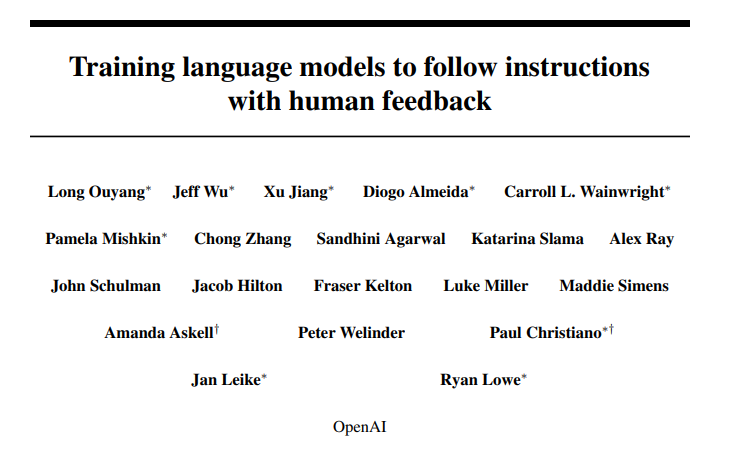 Training language models to follow instructions
with human feedback
Long Ouyang* Jeff Wu* Xu Jiang* Diogo Almeida* Carroll L. Wainwright*
Pamela Mishkin* Chong Zhang Sandhini Agarwal Katarina Slama Alex Ray
John Schulman Jacob Hilton Fraser Kelton Luke Miller Maddie Simens
Amanda Askell† Peter Welinder Paul Christiano*†
Jan Leike* Ryan Lowe*
OpenAI